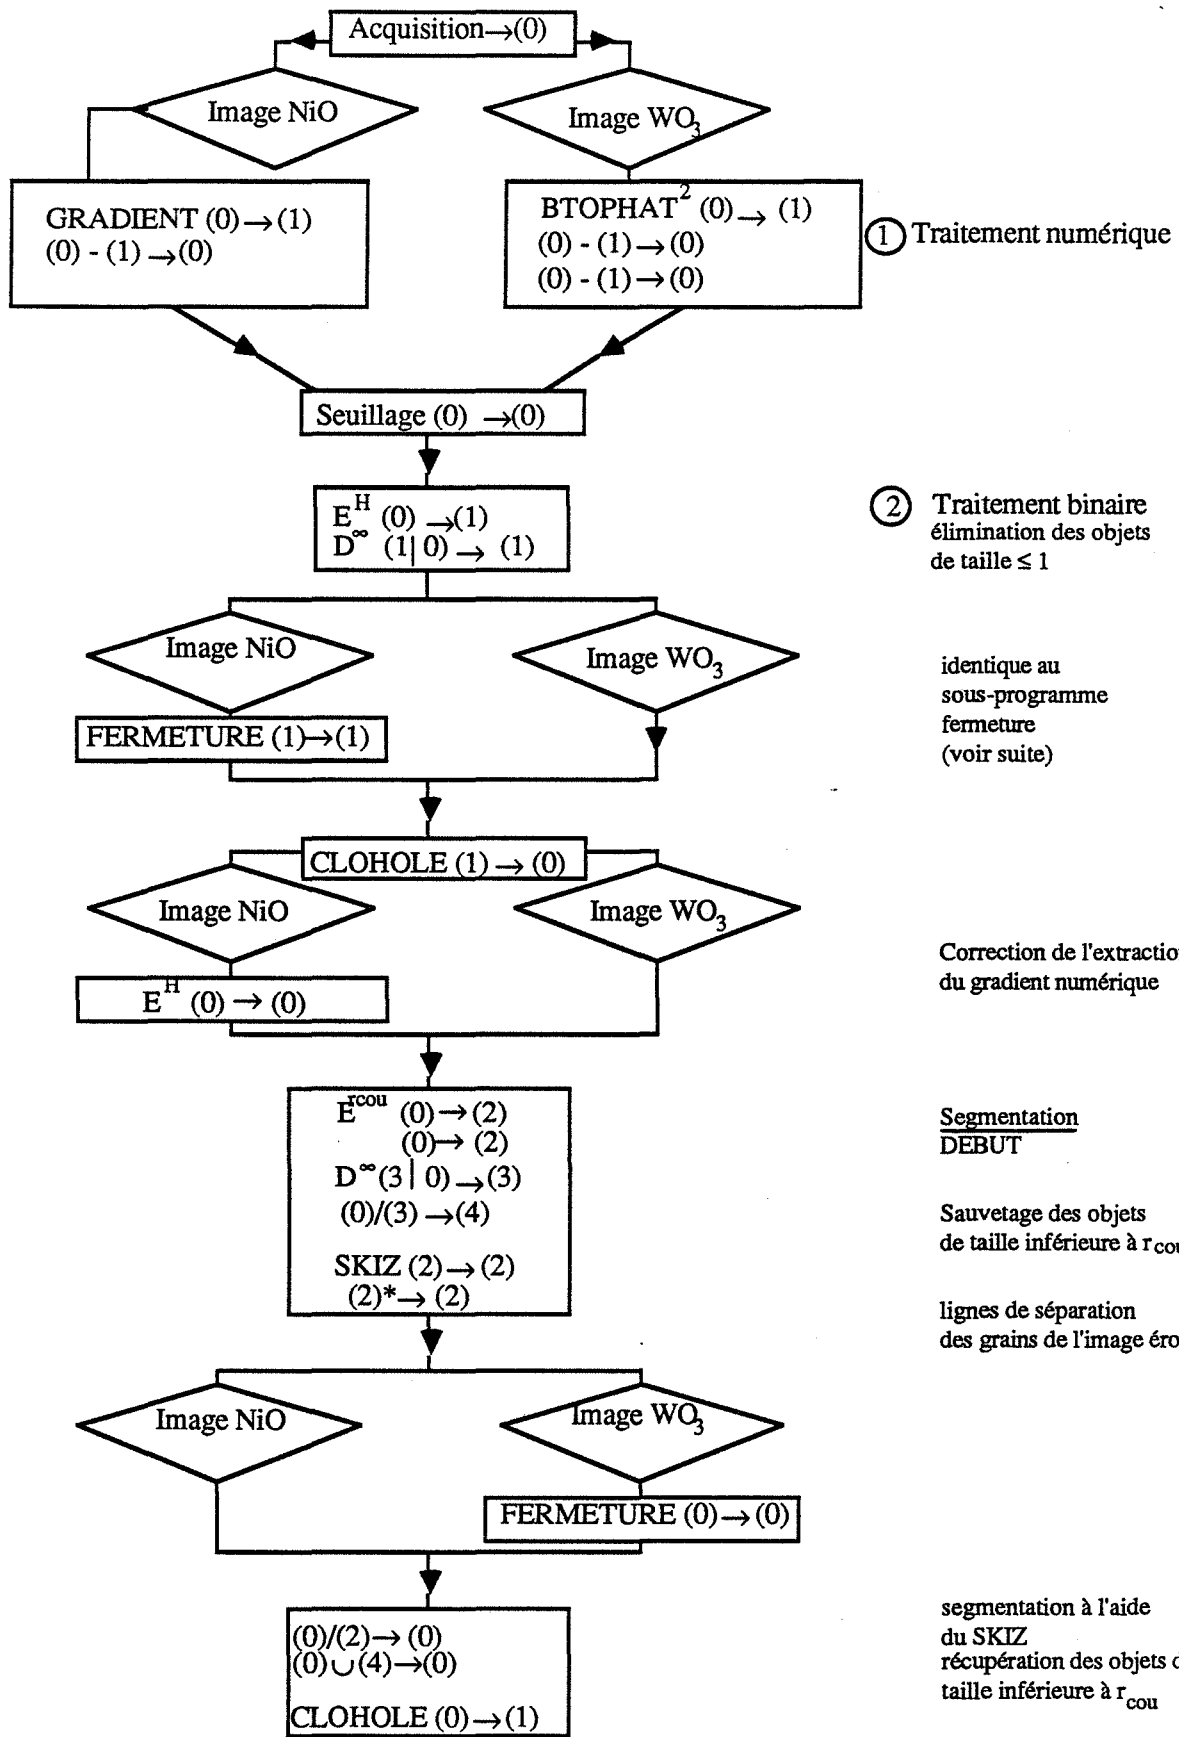 Acquisition→(0)
Image NiO
Image WO3
GRADIENT (0)→(1)
(0) - (1)→(0)
BTOPHAT² (0)→ (1)
(0) - (1)→(0)
(0) - (1)→(0)
① Traitement numérique
Seuillage (0) →(0)
E^H (0) →(1)
D^∞ (1| 0)→ (1)
② Traitement binaire
élimination des objets
de taille ≤ 1
Image NiO
Image WO3
identique au
sous-programme
fermeture
(voir suite)
FERMETURE (1)→(1)
CLOHOLE (1)→ (0)
Image NiO
Image WO3
Correction de l'extractio
du gradient numérique
E^H (0)→ (0)
E^rcou (0)→(2)
(0)→ (2)
D^∞(3| 0)→(3)
(0)/(3) →(4)
SKIZ (2)→(2)
(2)*→ (2)
Segmentation
DEBUT
Sauvetage des objets
de taille inférieure à rcou
lignes de séparation
des grains de l'image éro
Image NiO
Image WO3
FERMETURE (0)→(0)
(0)/(2)→ (0)
(0)∪(4)→(0)
CLOHOLE (0)→(1)
segmentation à l'aide
du SKIZ
récupération des objets d
taille inférieure à rcou